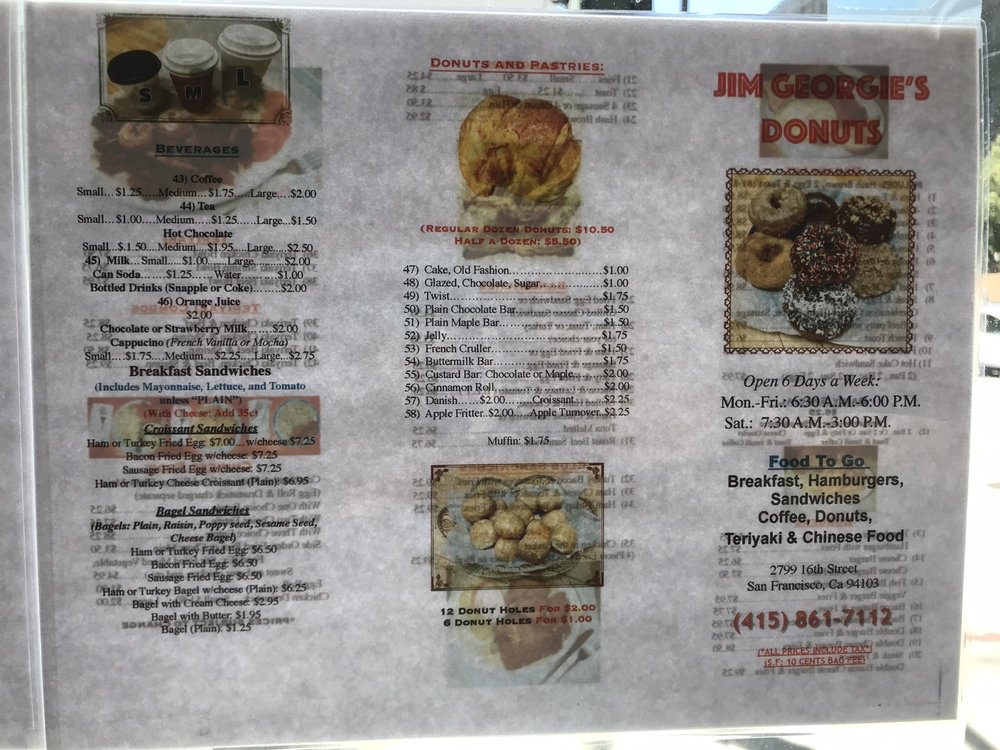 S M L
BEVERAGES
43) Coffee
Small... $1.25.....Medium... $1.75.....Large....$2.00
44) Tea
Small... $1.00....Medium.....$1.25.....Large...$1.50
Hot Chocolate
Small...$.1.50....Medium....$1.95.....Large.... $2.50
45) Milk....Small.....$1.00.......Large........$2.00
Can Soda.......$1.25...., Water..........$1.00
Bottled Drinks (Snapple or Coke)........$2.00
46) Orange Juice
$2.00
Chocolate or Strawberry Milk.......$2.00
Cappucino (French Vanilla or Mocha)
Small....$1.75....Medium....$2.25....Large...$2.75
Breakfast Sandwiches
(Includes Mayonnaise, Lettuce, and Tomato
unless "PLAIN")
(With Cheese: Add 35¢)
Croissant Sandwiches
Ham or Turkey Fried Egg: $7.00... w/cheese $7.25
Bacon Fried Egg w/cheese: $7.25
Sausage Fried Egg w/cheese: $7.25
Ham or Turkey Cheese Croissant (Plain): $6.95
Bagel Sandwiches
(Bagels: Plain, Raisin, Poppy seed, Sesame Seed,
Cheese Bagel)
Ham or Turkey Fried Egg: $6.50
Bacon Fried Egg: $6.50
Sausage Fried Egg: $6.50
Ham or Turkey Bagel w/cheese (Plain): $6.25
Bagel with Cream Cheese: $2.95
Bagel with Butter: $1.95
Bagel (Plain): $1.25
DONUTS AND PASTRIES:
(REGULAR DOZEN DONUTS: $10.50
HALF A DOZEN: $5.50)
47) Cake, Old Fashion........................$1.00
48) Glazed, Chocolate, Sugar................$1.00
49) Twist.......................................$1.75
50) Plain Chocolate Bar......................$1.50
51) Plain Maple Bar..........................$1.50
52) Jelly.......................................$1.75
53) French Cruller............................$1.50
54) Buttermilk Bar............................$1.75
55) Custard Bar: Chocolate or Maple........$2.00
56) Cinnamon Roll............................$2.00
57) Danish......$2.00.......Croissant........$2.25
58) Apple Fritter..$2.00....Apple Turnover..$2.25
Muffin: $1.75
12 DONUT HOLES FOR $2.00
6 DONUT HOLES FOR $1.00
JIM GEORGIE'S
DONUTS
Open 6 Days a Week:
Mon.-Fri.: 6:30 A.M.-6:00 P.M.
Sat.: 7:30 A.M.-3:00 P.M.
Food To Go
Breakfast, Hamburgers,
Sandwiches
Coffee, Donuts,
Teriyaki & Chinese Food
2799 16th Street
San Francisco, Ca 94103
(415) 861-7112
(*ALL PRICES INCLUDE TAX*)
(S.F: 10 CENTS BAG FEE)